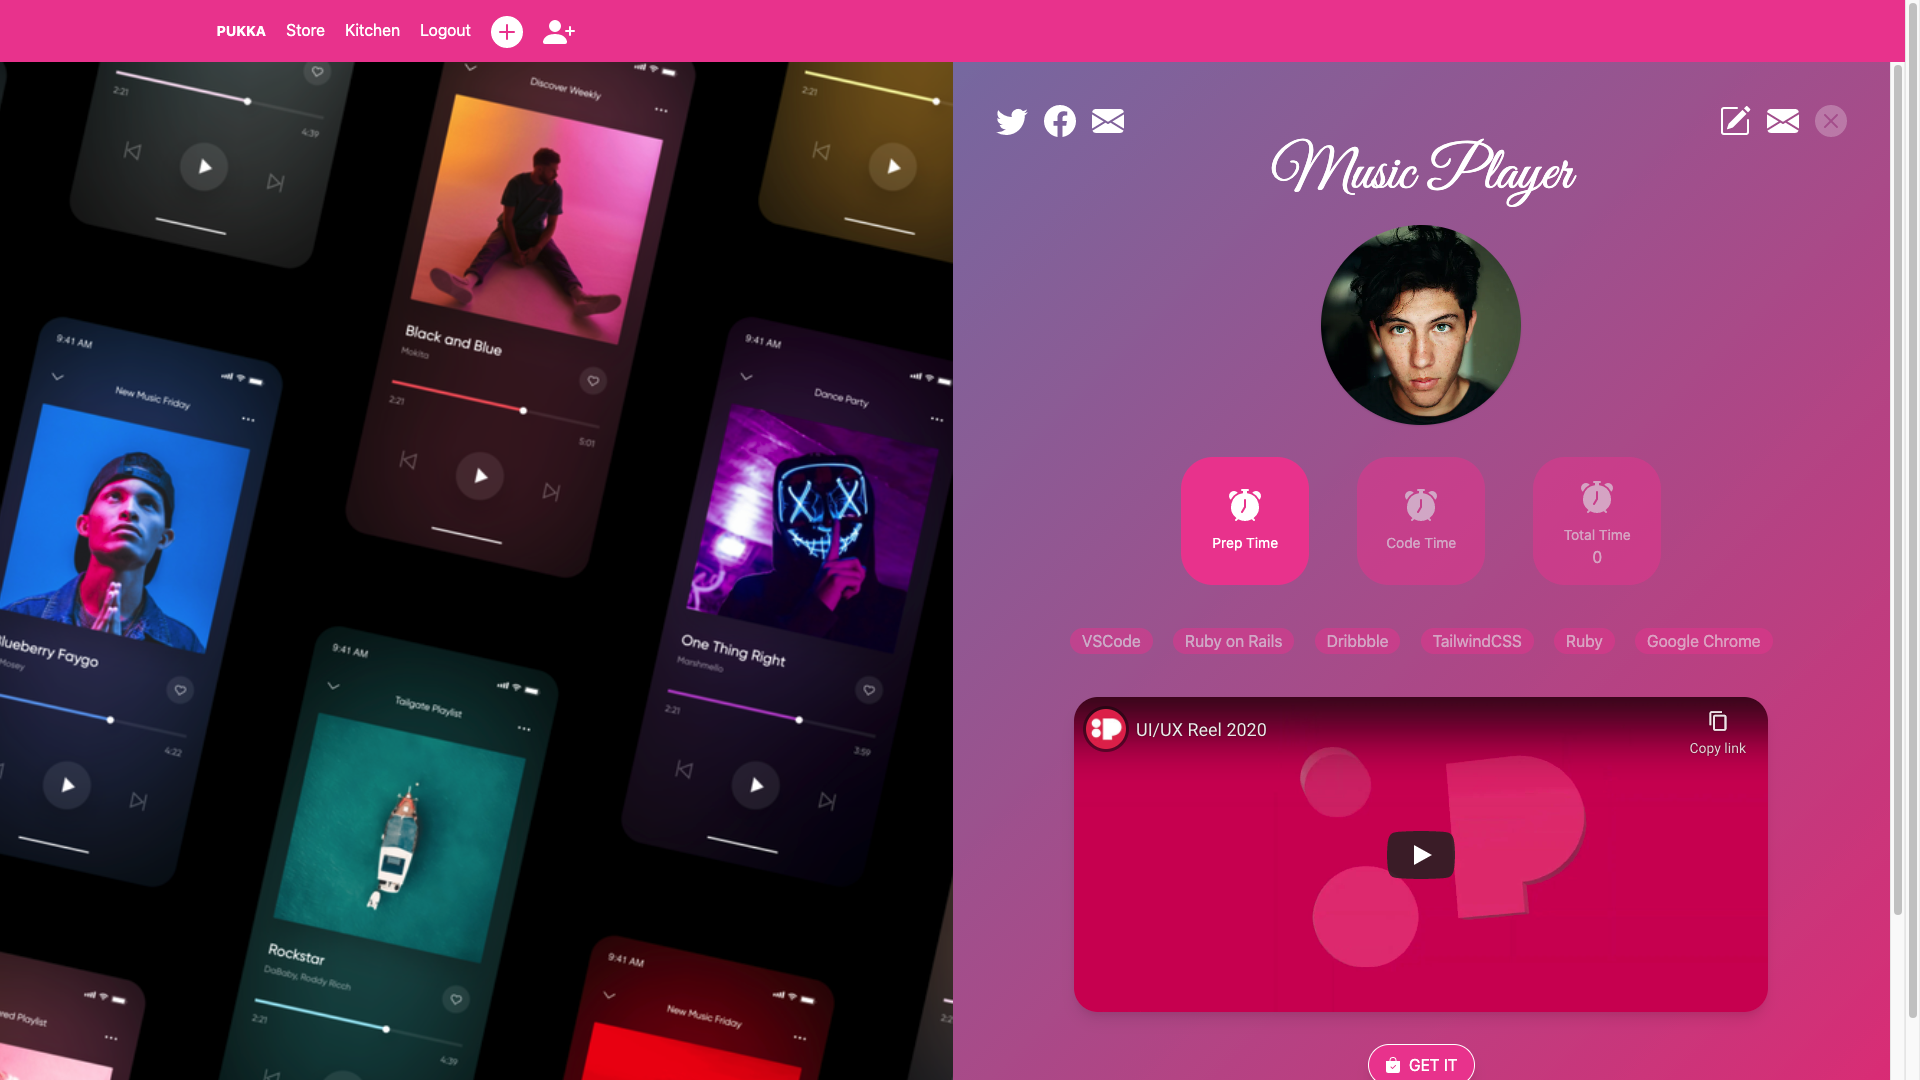 PUKKA Store Kitchen Logout
2:21
4:39
Discover Weekly
Black and Blue
Mokita
2:21
5:01
2:21
9:41 AM
New Music Friday
Blueberry Faygo
Mosey
4:22
9:41 AM
Dance Party
One Thing Right
Marshmello
2:21
3:59
9:41 AM
Tailgate Playlist
Rockstar
DaBaby, Roddy Ricch
2:21
4:39
Playlist
9:41 AM
New Music Friday
Music Player
Prep Time
Code Time
Total Time
0
VSCode Ruby on Rails Dribbble TailwindCSS Ruby Google Chrome
UI/UX Reel 2020
Copy link
GET IT